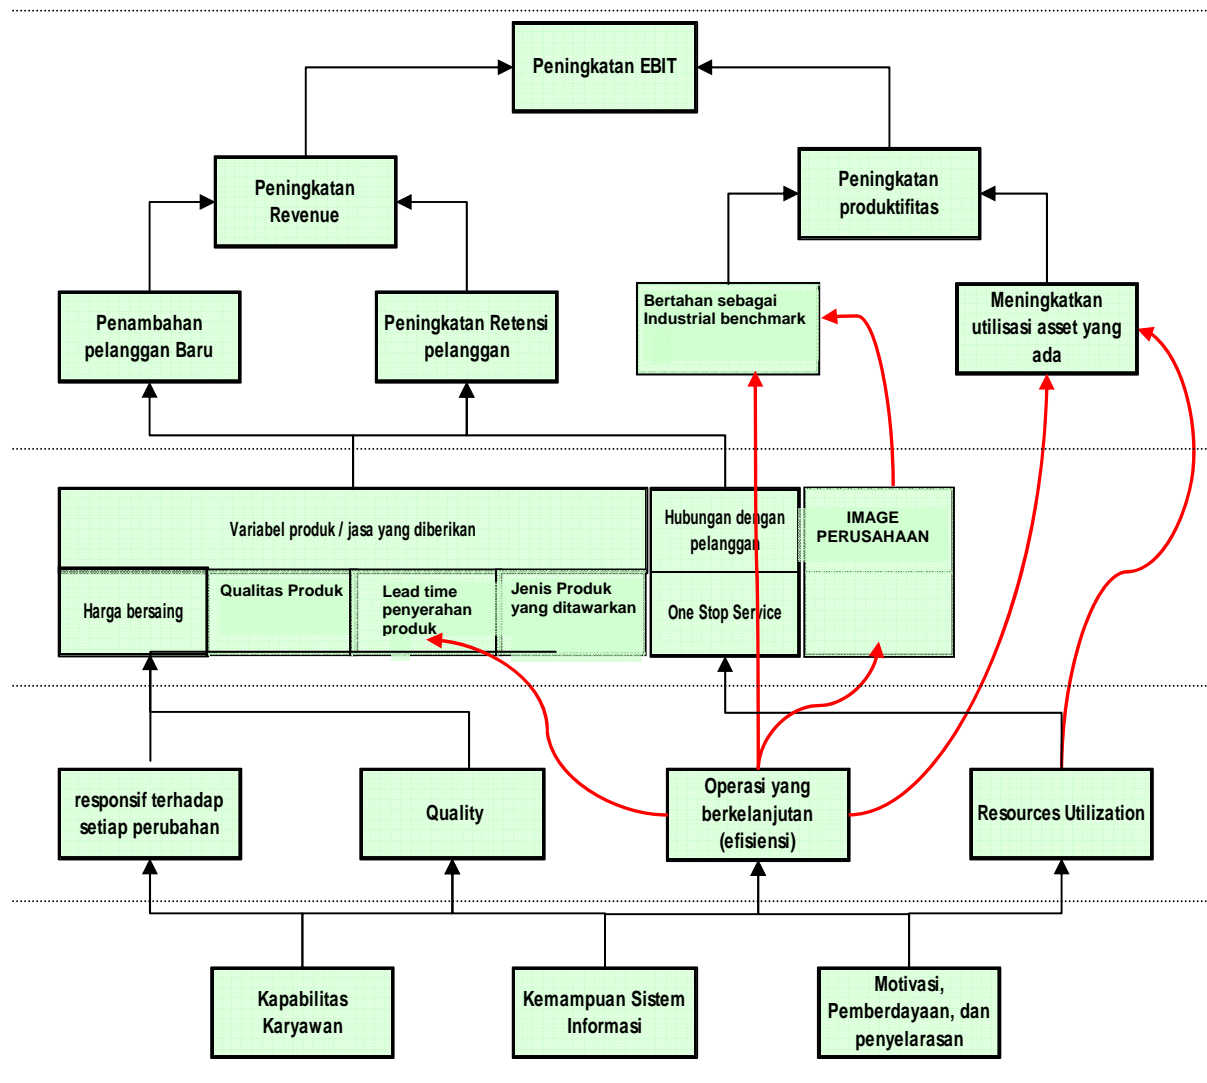 Peningkatan EBIT
Peningkatan
Revenue
Peningkatan
produktifitas
Penambahan
pelanggan Baru
Peningkatan Retensi
pelanggan
Bertahan sebagai
Industrial benchmark
Meningkatkan
utilisasi asset yang
ada
Variabel produk / jasa yang diberikan
Hubungan dengan
pelanggan
IMAGE
PERUSAHAAN
Harga bersaing
Qualitas Produk
Lead time
penyerahan
produk
Jenis Produk
yang ditawarkan
One Stop Service
responsif terhadap
setiap perubahan
Quality
Operasi yang
berkelanjutan
(efisiensi)
Resources Utilization
Kapabilitas
Karyawan
Kemampuan Sistem
Informasi
Motivasi,
Pemberdayaan, dan
penyelarasan